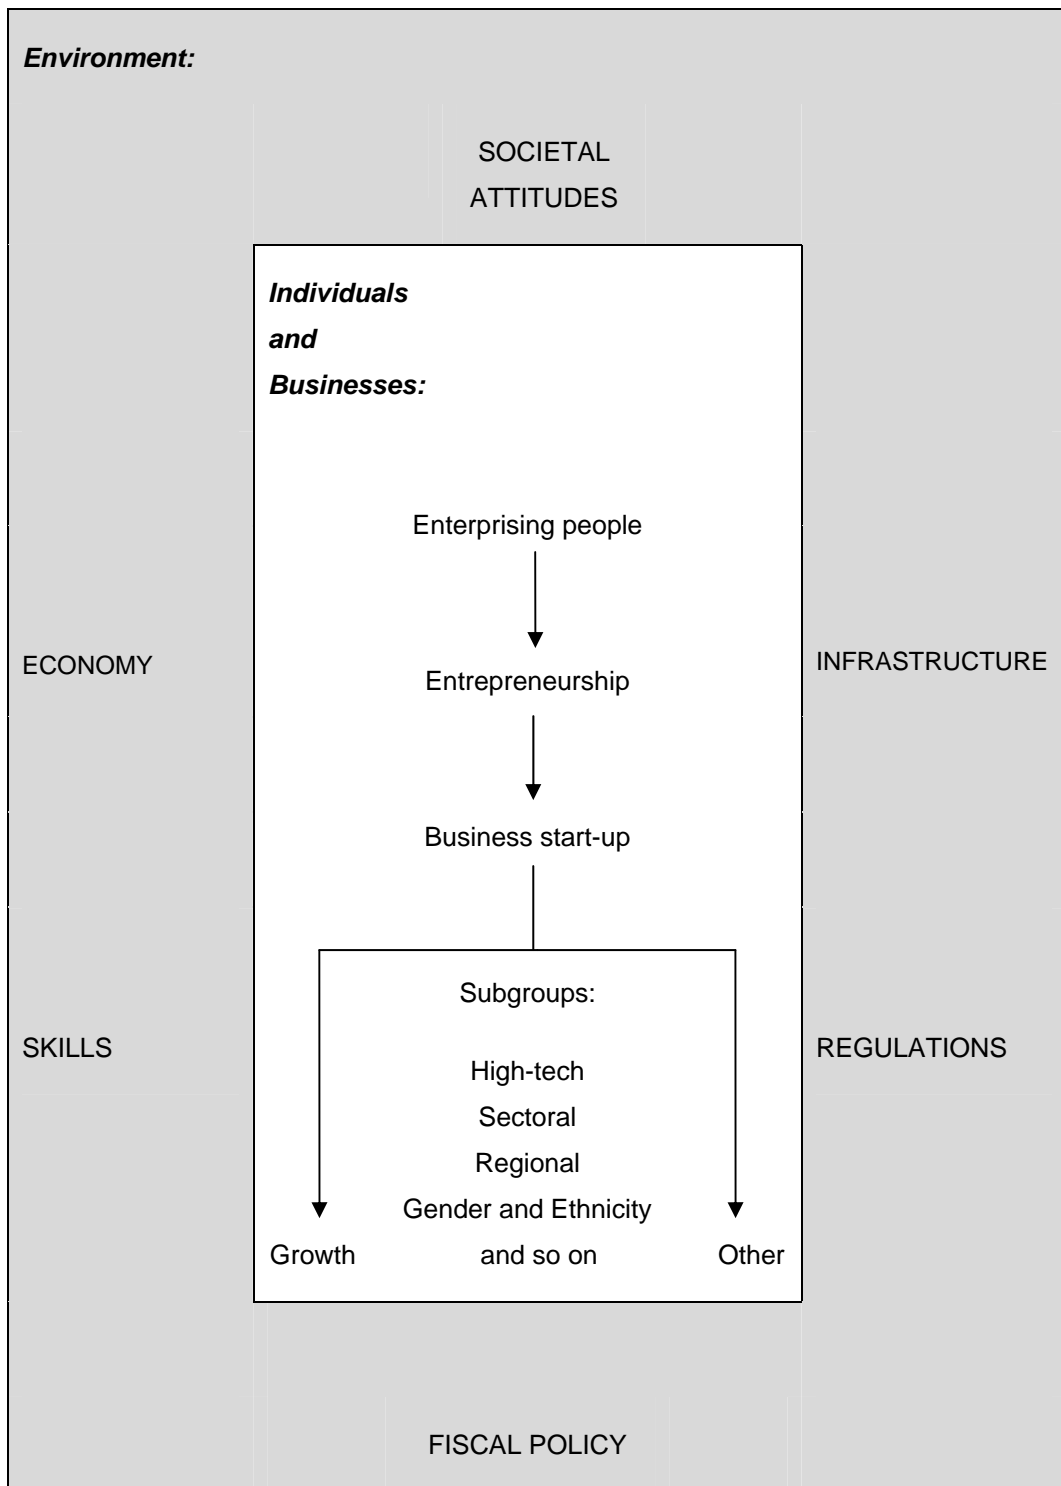 Environment:
SOCIETAL
ATTITUDES
Individuals
and
Businesses:
Enterprising people
ECONOMY
Entrepreneurship
INFRASTRUCTURE
Business start-up
Subgroups:
SKILLS
REGULATIONS
High-tech
Sectoral
Regional
Gender and Ethnicity
Growth
and so on
Other
FISCAL POLICY